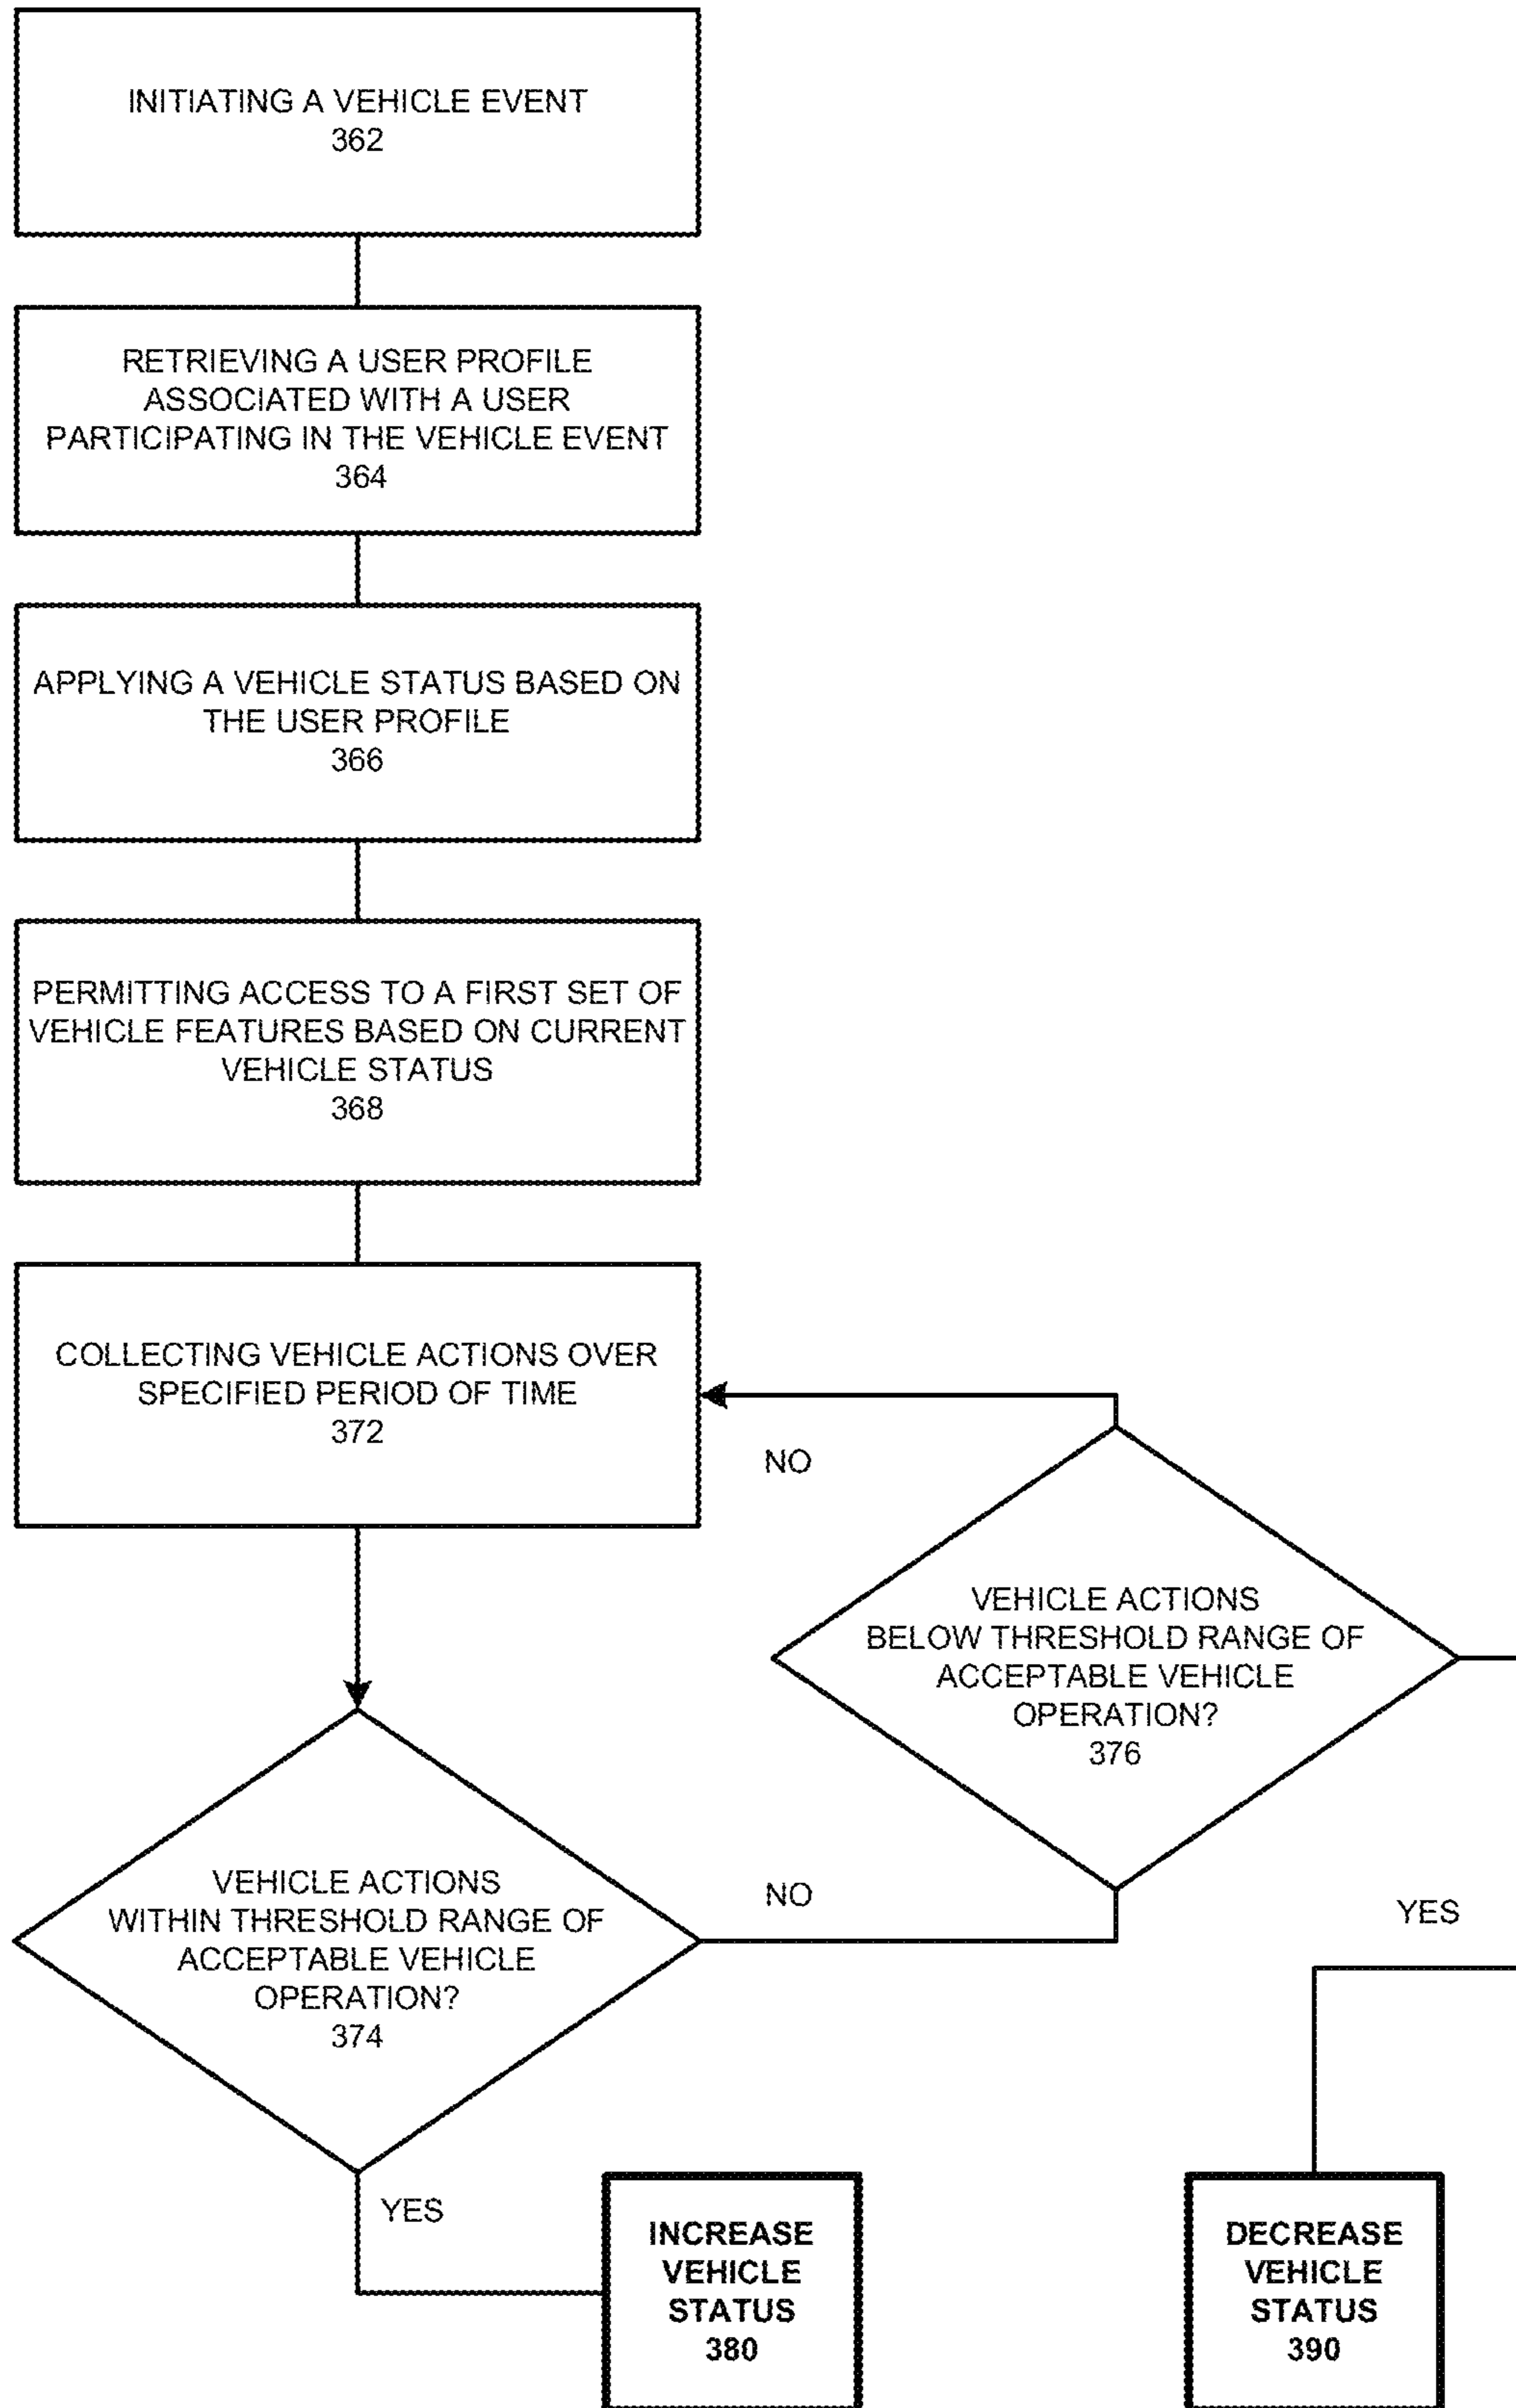 INITIATING A VEHICLE EVENT
362
RETRIEVING A USER PROFILE
ASSOCIATED WITH A USER
PARTICIPATING IN THE VEHICLE EVENT
364
APPLYING A VEHICLE STATUS BASED ON
THE USER PROFILE
366
PERMITTING ACCESS TO A FIRST SET OF
VEHICLE FEATURES BASED ON CURRENT
VEHICLE STATUS
368
COLLECTING VEHICLE ACTIONS OVER
SPECIFIED PERIOD OF TIME
372
NO
VEHICLE ACTIONS
BELOW THRESHOLD RANGE OF
ACCEPTABLE VEHICLE
OPERATION?
376
VEHICLE ACTIONS
WITHIN THRESHOLD RANGE OF
ACCEPTABLE VEHICLE
OPERATION?
374
NO
YES
YES
INCREASE
VEHICLE
STATUS
380
DECREASE
VEHICLE
STATUS
390